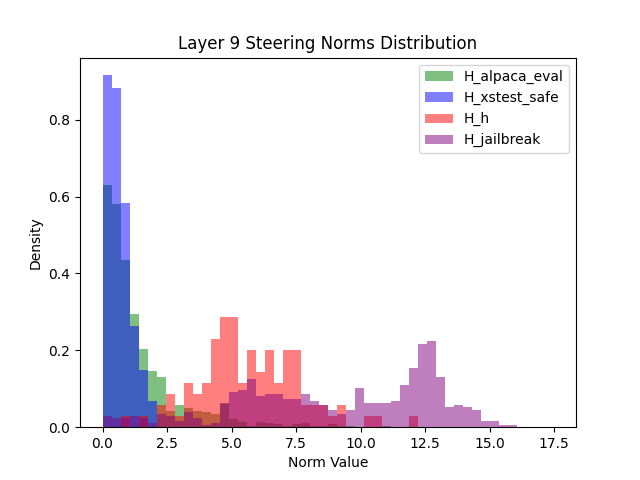 Layer 9 Steering Norms Distribution
H_alpaca_eval
H_xstest_safe
H_h
H_jailbreak
Density
0.8
0.6
0.4
0.2
0.0
0.0 2.5 5.0 7.5 10.0 12.5 15.0 17.5
Norm Value